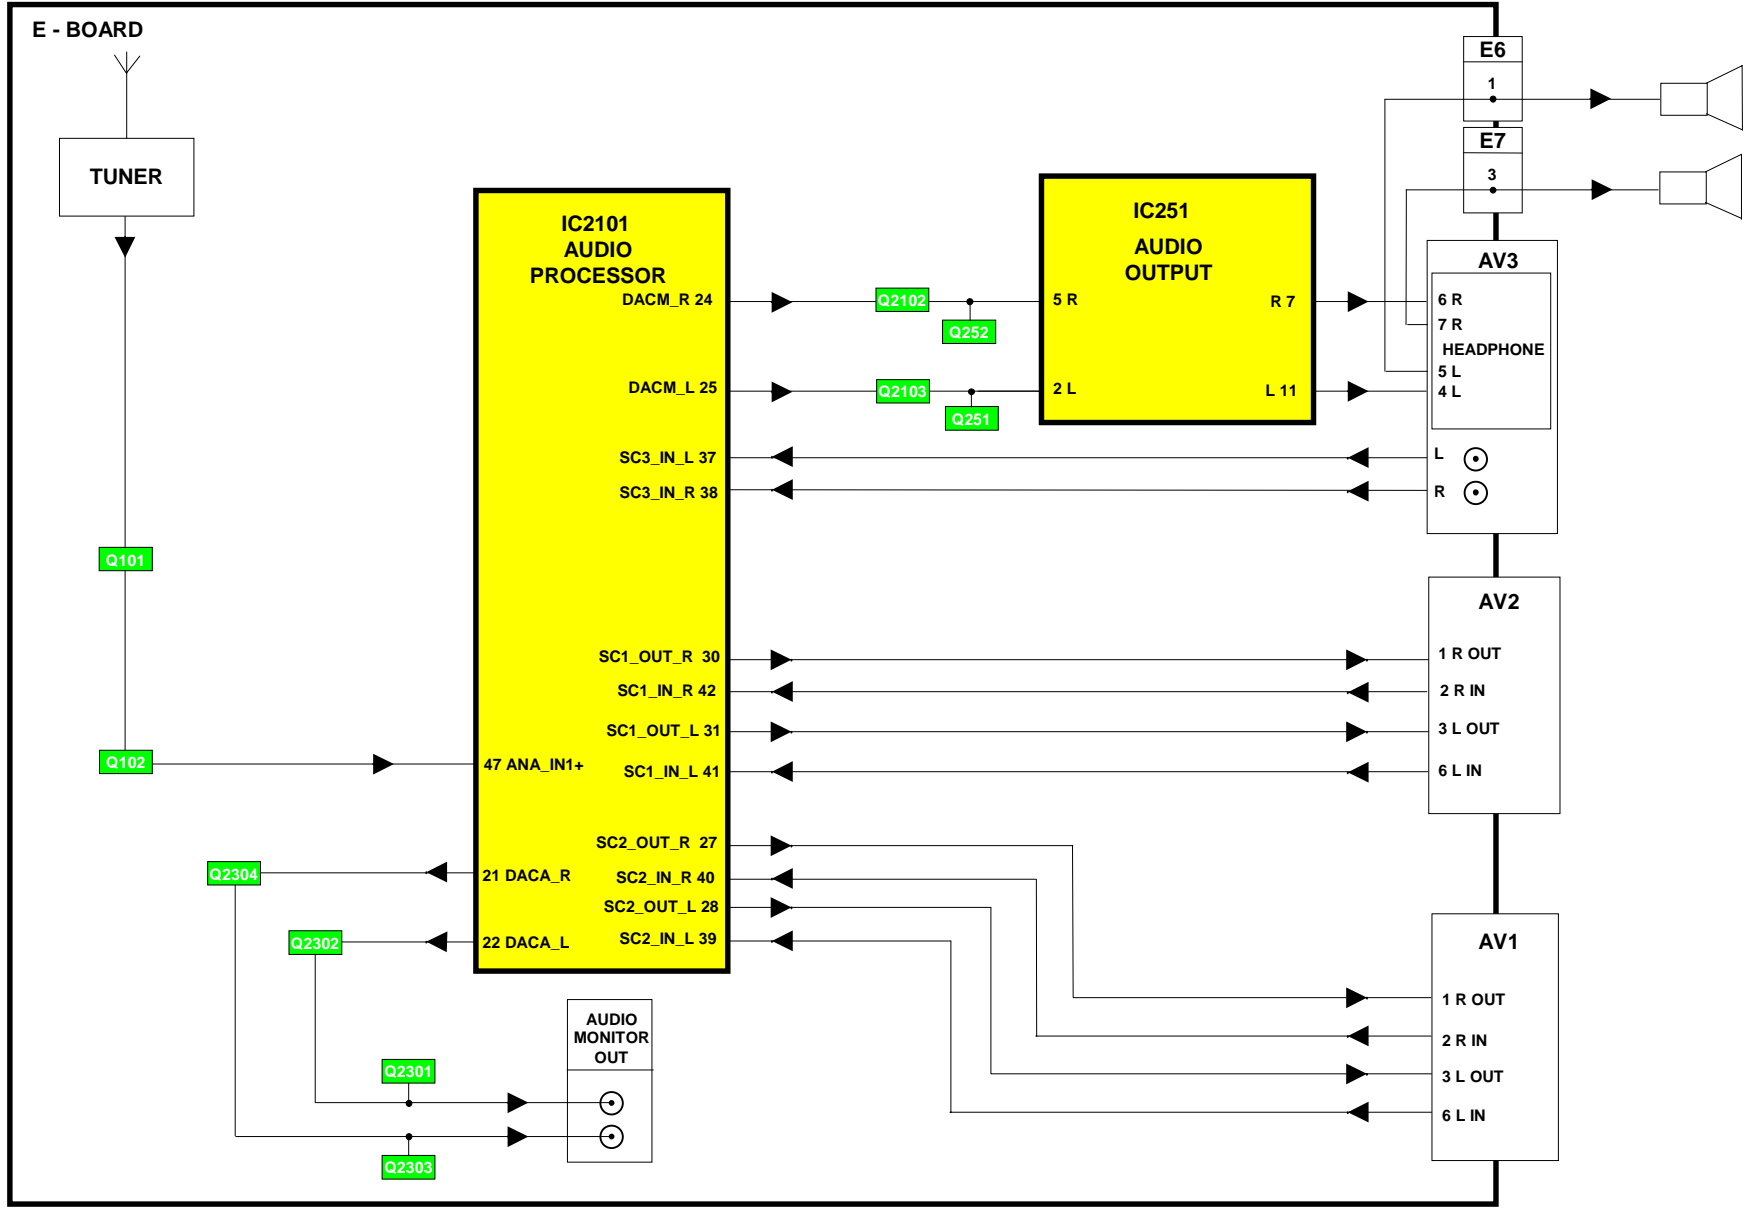 E - BOARD
TUNER
Q101
Q102
IC2101
AUDIO
PROCESSOR
DACM_R 24
DACM_L 25
SC3_IN_L 37
SC3_IN_R 38
SC1_OUT_R 30
SC1_IN_R 42
SC1_OUT_L 31
SC1_IN_L 41
47 ANA_IN1+
SC2_OUT_R 27
SC2_IN_R 40
SC2_OUT_L 28
SC2_IN_L 39
21 DACA_R
22 DACA_L
Q2304
Q2302
Q2301
Q2303
AUDIO
MONITOR
OUT
Q2102
Q252
Q2103
Q251
IC251
AUDIO
OUTPUT
5 R
R 7
2 L
L 11
E6
1
E7
3
AV3
6 R
7 R
HEADPHONE
5 L
4 L
L
R
AV2
1 R OUT
2 R IN
3 L OUT
6 L IN
AV1
1 R OUT
2 R IN
3 L OUT
6 L IN